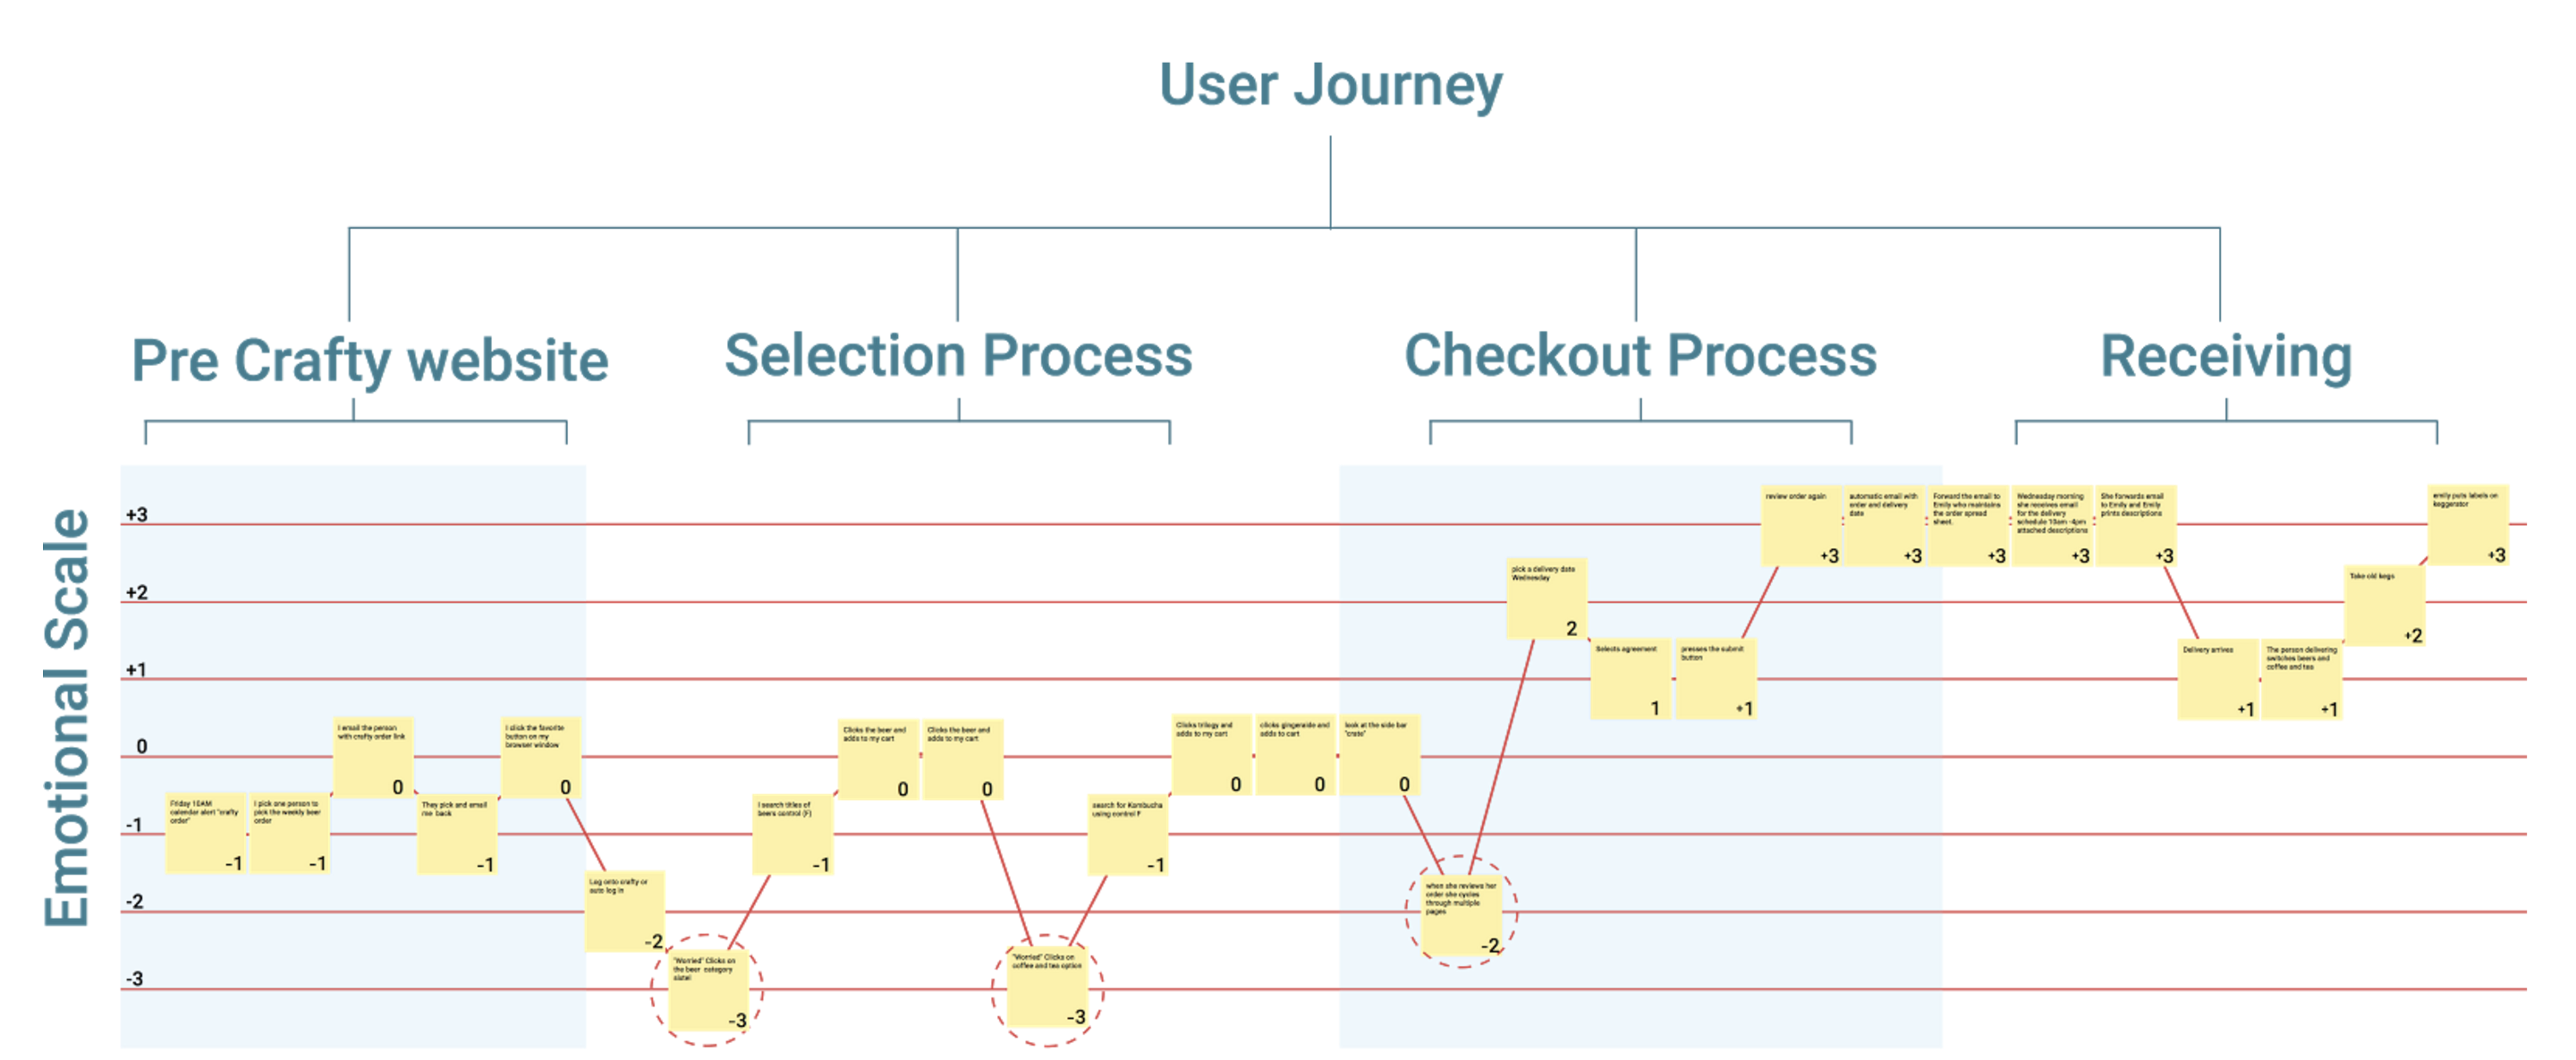 User Journey
Pre Crafty website
Selection Process
Checkout Process
Receiving
Emotional Scale
+3
+2
+1
0
-1
-2
-3
Friday 10AM
calendar alert "crafty
order"
-1
I pick one person to
pick the weekly beer
order
-1
I email the person
with crafty order link
0
They pick and email
me back
-1
I click the favorite
button on my
browser window
0
Log onto crafty or
auto log in
-2
"Worried" Clicks on
the beer category
-3
I search titles of
beers control (F)
-1
Clicks the beer and
adds to my cart
0
Clicks the beer and
adds to my cart
0
"Worried" Clicks on
coffee and tea option
-3
search for Kombucha
using control F
-1
Clicks trilogy and
adds to my cart
0
clicks gingeraide and
adds to cart
0
look at the side bar
"crate"
0
when she reviews her
order she cycles
through multiple
pages
-2
pick a delivery date
Wednesday
2
Selects agreement
1
presses the submit
button
+1
review order again
+3
automatic email with
order and delivery
date
+3
Forward the email to
Emily who maintains
the order spread
sheet.
+3
Wednesday morning
she receives email
for the delivery
schedule 10am -4pm
attached descriptions
+3
She forwards email
to Emily and Emily
prints descriptions
+3
Delivery arrives
+1
The person delivering
switches beers and
coffee and tea
+1
Take old kegs
+2
emily puts labels on
keggerator
+3